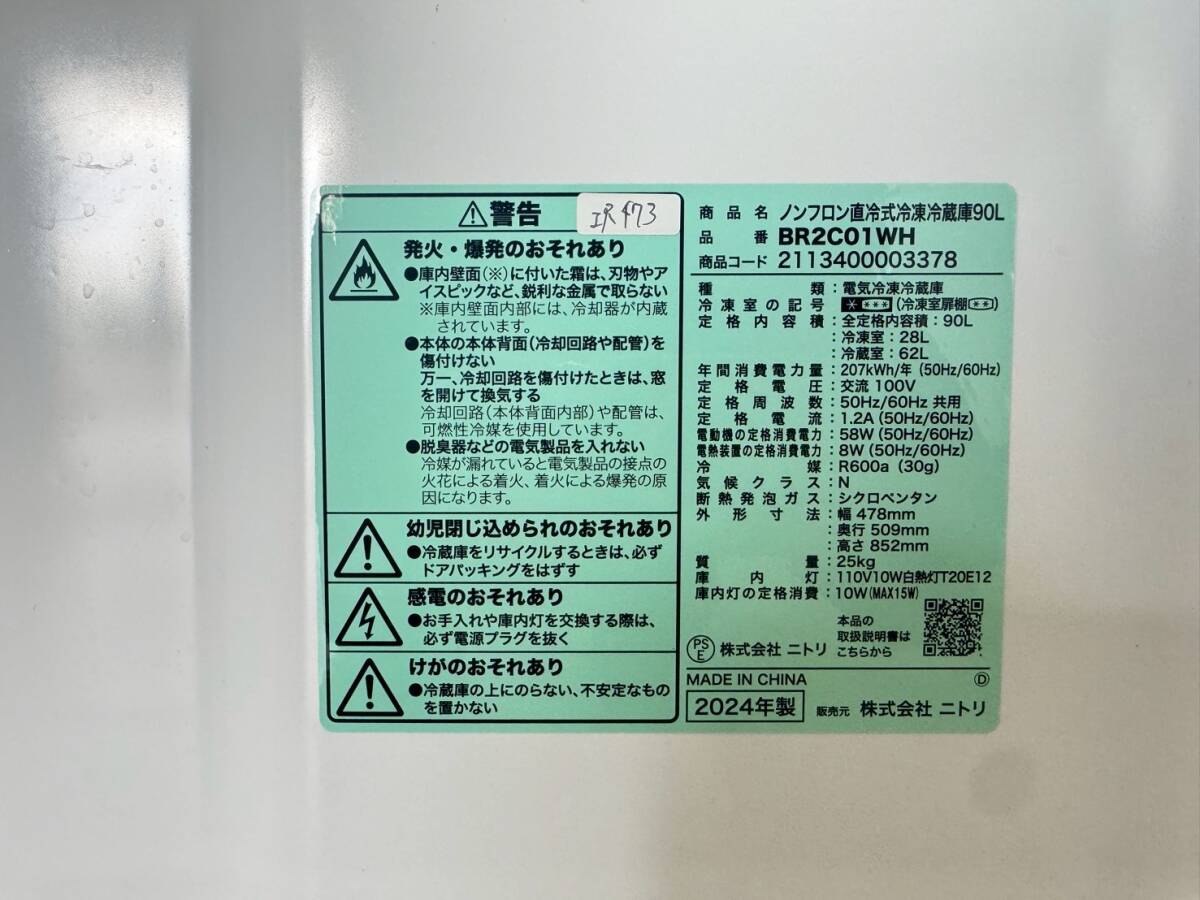 ⚠警告
発火・爆発のおそれあり
●庫内壁面(※)に付いた霜は、刃物やア
イスピックなど、鋭利な金属で取らない
※庫内壁面内部には、冷却器が内蔵
されています。
●本体の本体背面(冷却回路や配管)を
傷付けない
万一、冷却回路を傷付けたときは、窓
を開けて換気する
冷却回路(本体背面内部)や配管は、
可燃性冷媒を使用しています。
●脱臭器などの電気製品を入れない
冷媒が漏れていると電気製品の接点の
火花による着火、着火による爆発の原
因になります。
幼児閉じ込められのおそれあり
●冷蔵庫をリサイクルするときは、必ず
ドアパッキングをはずす
感電のおそれあり
●お手入れや庫内灯を交換する際は、
必ず電源プラグを抜く
けがのおそれあり
●冷蔵庫の上にのらない、不安定なもの
を置かない
商品名 ノンフロン直冷式冷凍冷蔵庫90L
品番 BR2C01WH
商品コード 2113400003378
種類:電気冷凍冷蔵庫
冷凍室の記号 (冷凍室扉棚)
定格内容積:全定格内容積:90L
:冷凍室:28L
:冷蔵室:62L
年間消費電力量:207kWh/年(50Hz/60Hz)
定格電圧:交流 100V
定格周波数:50Hz/60Hz 共用
定格電流:1.2A(50Hz/60Hz)
電動機の定格消費電力:58W(50Hz/60Hz)
電熱装置の定格消費電力:8W(50Hz/60Hz)
冷媒:R600a(30g)
気候クラス:N
断熱発泡ガス:シクロペンタン
外形寸法:幅 478mm
:奥行 509mm
:高さ 852mm
質量:25kg
庫内灯:110V10W白熱灯T20E12
庫内灯の定格消費:10W(MAX15W)
PSE 株式会社 ニトリ
本品の
取扱説明書は
こちらから
MADE IN CHINA Ⓓ
2024年製 販売元 株式会社 ニトリ